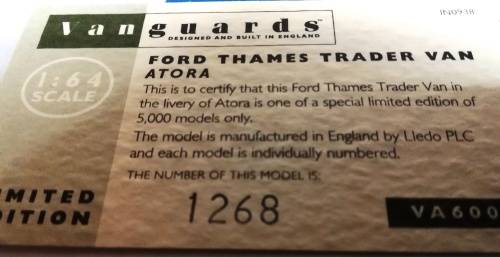 IN0938
Vanguards™
DESIGNED AND BUILT IN ENGLAND
1:64
SCALE
FORD THAMES TRADER VAN
ATORA
This is to certify that this Ford Thames Trader Van in
the livery of Atora is one of a special limited edition of
5,000 models only.
The model is manufactured in England by Lledo PLC
and each model is individually numbered.
THE NUMBER OF THIS MODEL IS:
1268
IMITED
DITION
VA600